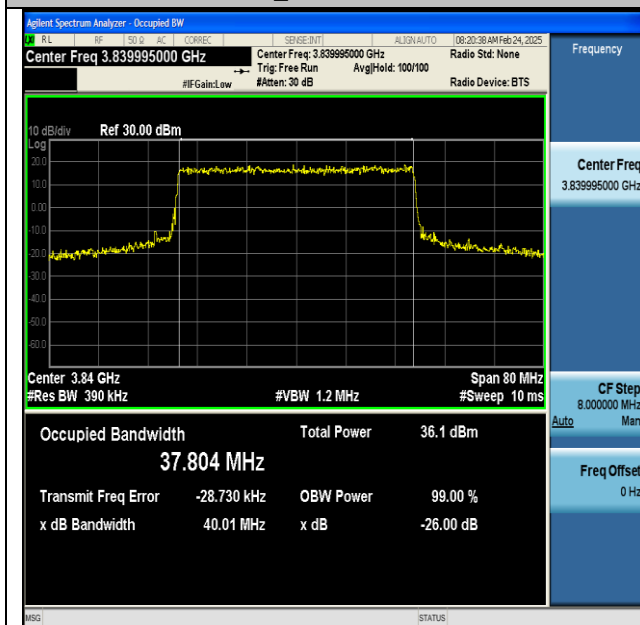 Agilent Spectrum Analyzer - Occupied BW
LXI RL RF 50 Ω AC CORREC SENSE:INT ALIGN AUTO 08:20:38 AM Feb 24, 2025
Center Freq 3.839995000 GHz
Center Freq: 3.839995000 GHz Radio Std: None
Trig: Free Run Avg|Hold: 100/100
#IFGain:Low #Atten: 30 dB Radio Device: BTS
Frequency
10 dB/div Ref 30.00 dBm
Log
20.0
10.0
0.00
-10.0
-20.0
-30.0
-40.0
-50.0
-60.0
Center 3.84 GHz Span 80 MHz
#Res BW 390 kHz #VBW 1.2 MHz #Sweep 10 ms
Center Freq
3.839995000 GHz
CF Step
8.000000 MHz
Auto Man
Freq Offset
0 Hz
Occupied Bandwidth Total Power 36.1 dBm
37.804 MHz
Transmit Freq Error -28.730 kHz OBW Power 99.00 %
x dB Bandwidth 40.01 MHz x dB -26.00 dB
MSG STATUS